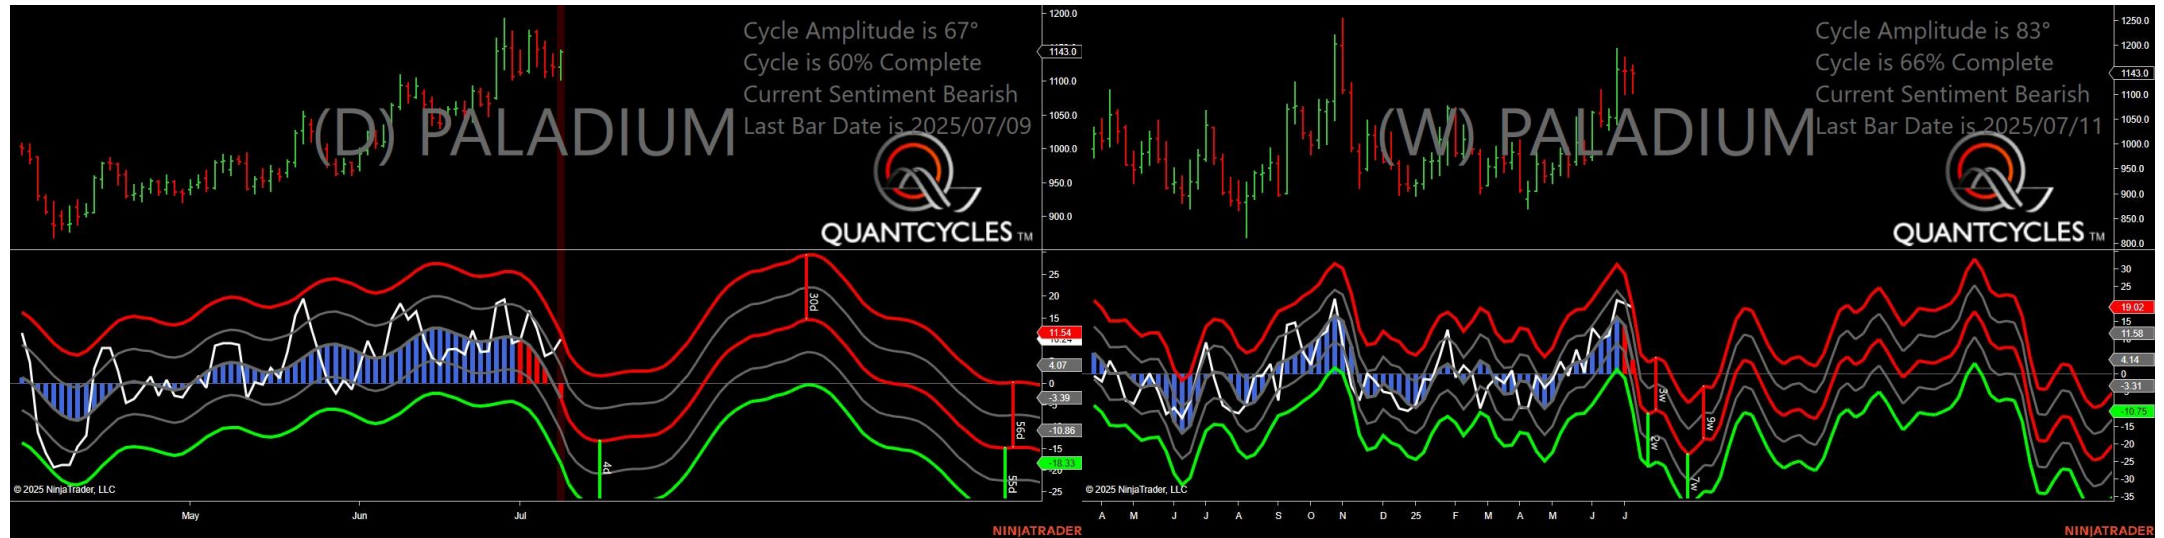 Cycle Amplitude is 67°
Cycle is 60% Complete
Current Sentiment Bearish
Last Bar Date is 2025/07/09
(D) PALADIUM
QUANTCYCLES TM
1200.0
1143.0
1100.0
1050.0
1000.0
950.0
900.0
25
20
15
11.54
4.07
0
-3.39
-10.86
-15
-18.33
-25
30d
4d
56d
55d
© 2025 NinjaTrader, LLC
May
Jun
Jul
NINJATRADER
Cycle Amplitude is 83°
Cycle is 66% Complete
Current Sentiment Bearish
Last Bar Date is 2025/07/11
(W) PALADIUM
QUANTCYCLES TM
1250.0
1200.0
1143.0
1100.0
1050.0
1000.0
950.0
900.0
850.0
800.0
30
25
19.02
15
11.58
4.14
0
-3.31
-10.75
-15
-20
-25
-30
-35
2w
9w
7w
© 2025 NinjaTrader, LLC
A
M
J
J
A
S
O
N
D
25
F
M
A
M
J
J
NINJATRADER